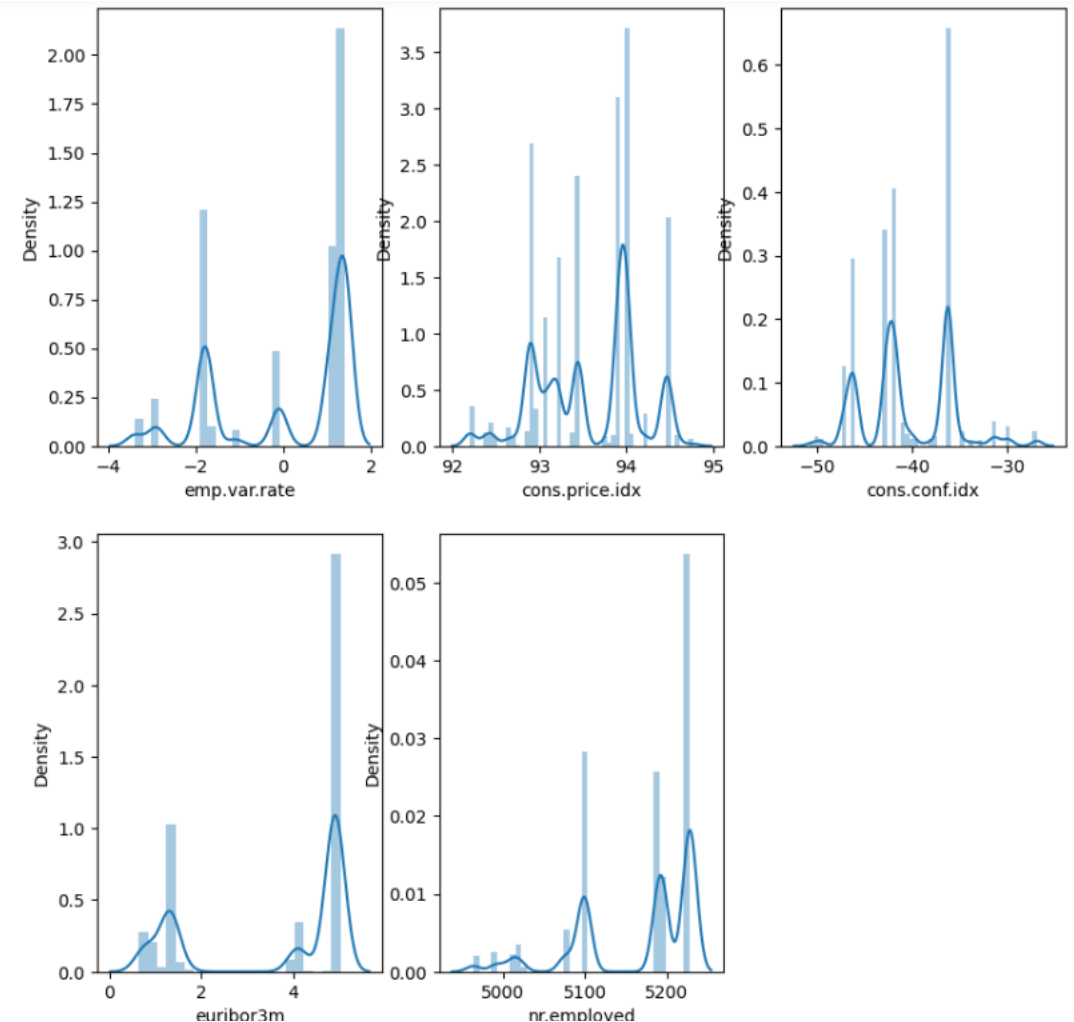 Density
2.00
1.75
1.50
1.25
1.00
0.75
0.50
0.25
0.00
−4 −2 0 2
emp.var.rate
Density
3.5
3.0
2.5
2.0
1.5
1.0
0.5
0.0
92 93 94 95
cons.price.idx
Density
0.6
0.5
0.4
0.3
0.2
0.1
0.0
−50 −40 −30
cons.conf.idx
Density
3.0
2.5
2.0
1.5
1.0
0.5
0.0
0 2 4
euribor3m
Density
0.05
0.04
0.03
0.02
0.01
0.00
5000 5100 5200
nr.employed